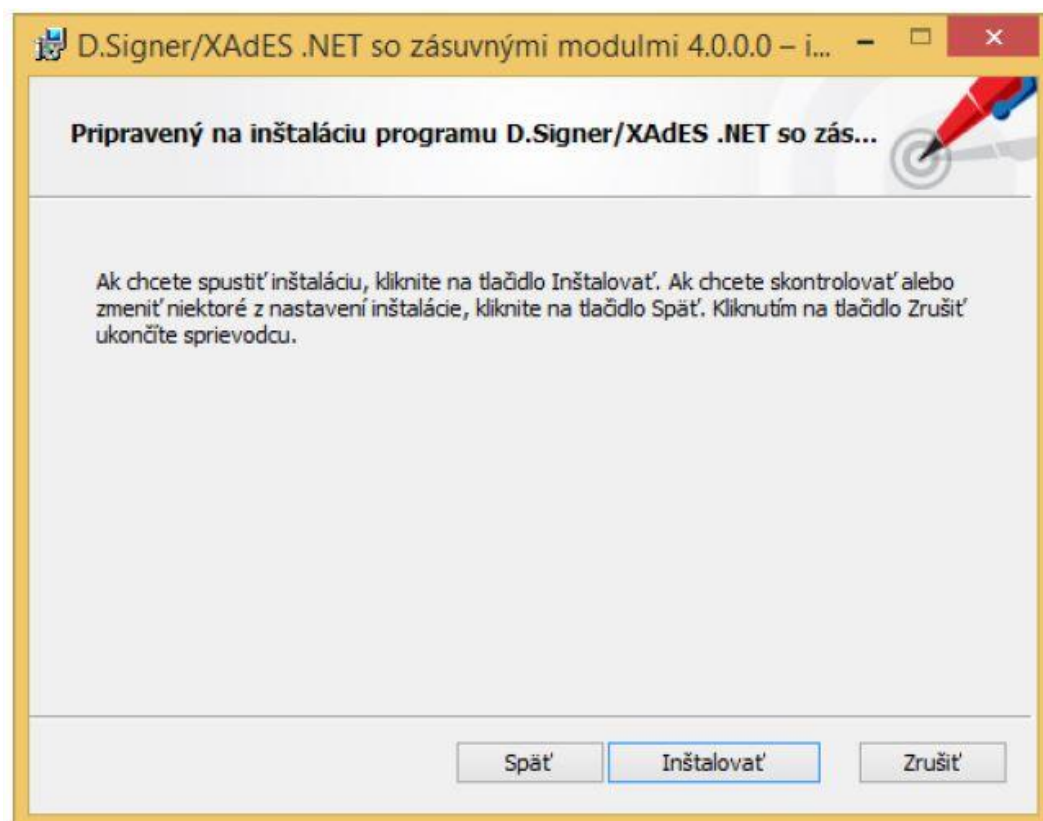 D.Signer/XAdES .NET so zásuvnými modulmi 4.0.0.0 – i...
Pripravený na inštaláciu programu D.Signer/XAdES .NET so zás...
Ak chcete spustiť inštaláciu, kliknite na tlačidlo Inštalovať. Ak chcete skontrolovať alebo
zmeniť niektoré z nastavení inštalácie, kliknite na tlačidlo Späť. Kliknutím na tlačidlo Zrušiť
ukončíte sprievodcu.
Späť Inštalovať Zrušiť